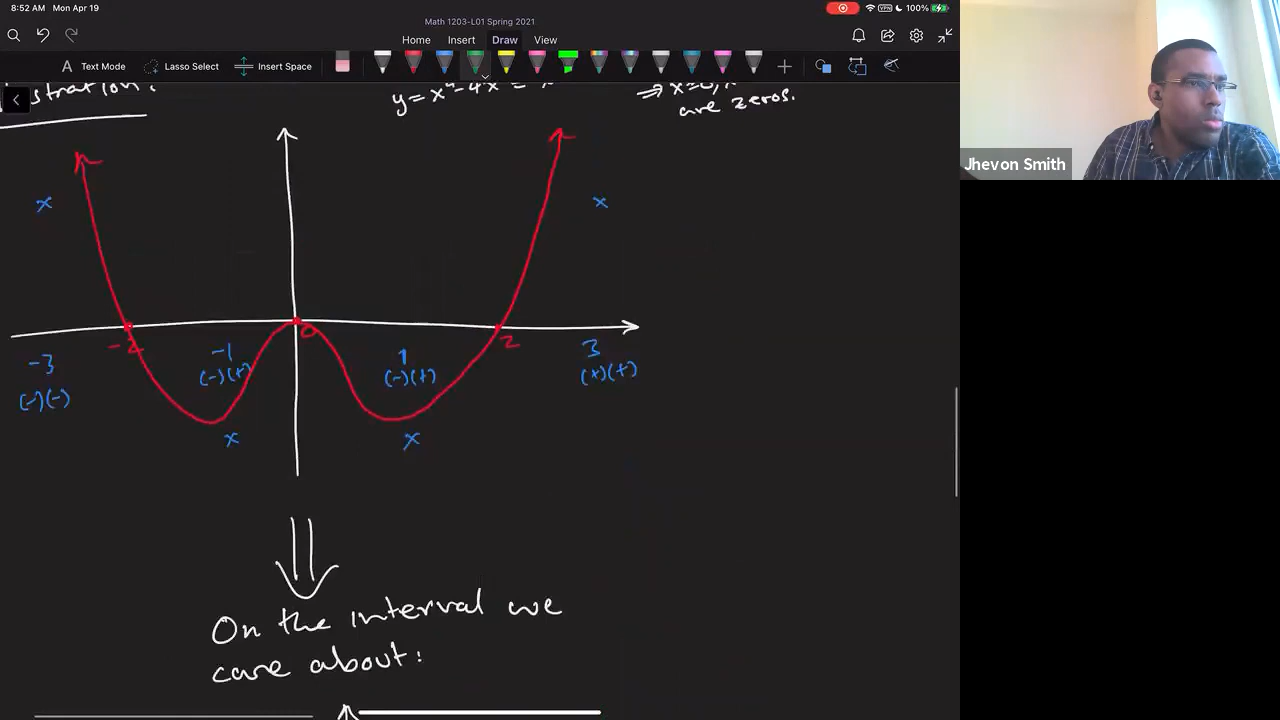 8:52 AM Mon Apr 19
100%
Math 1203-L01 Spring 2021
Home Insert Draw View
Text Mode Lasso Select Insert Space
Jhevon Smith
are zeros.
x x
-2 0 2
-3 -1 1 3
(-)(-) (-)(+) (-)(+) (+)(+)
x x
On the interval we
care about: